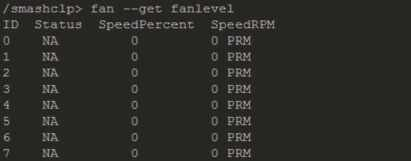 /smashclp> fan --get fanlevel
ID  Status  SpeedPercent  SpeedRPM
0    NA         0         0 PRM
1    NA         0         0 PRM
2    NA         0         0 PRM
3    NA         0         0 PRM
4    NA         0         0 PRM
5    NA         0         0 PRM
6    NA         0         0 PRM
7    NA         0         0 PRM